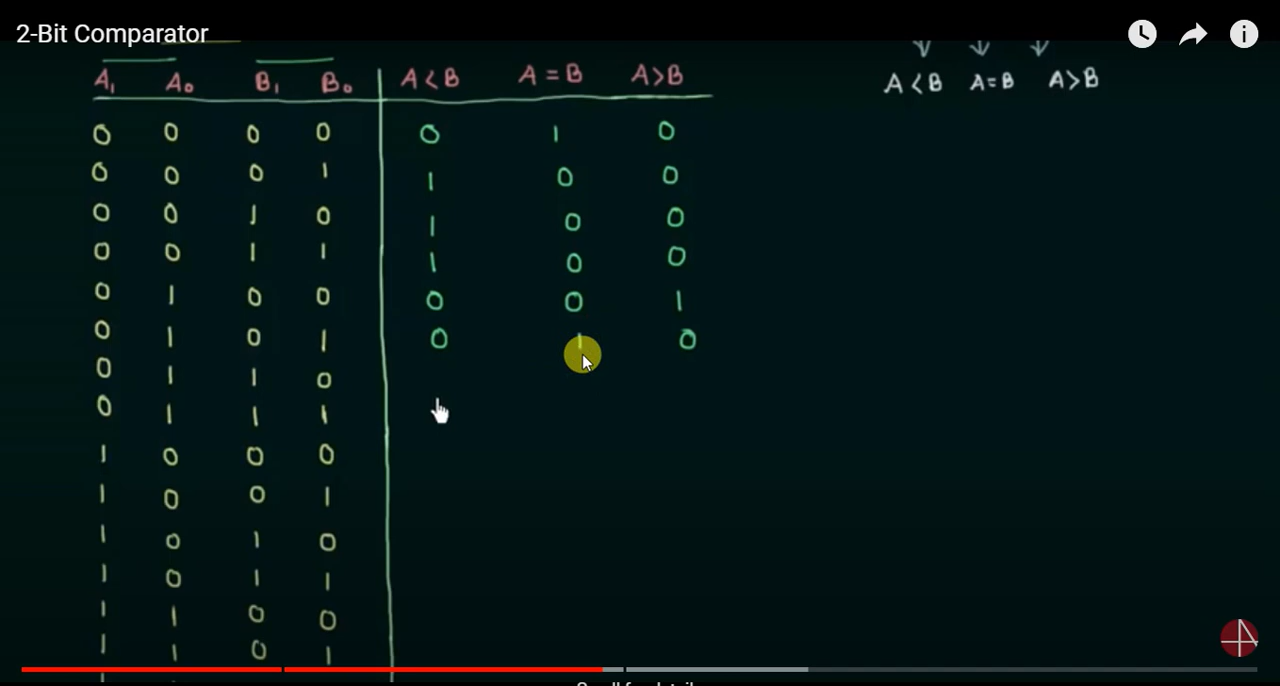 2-Bit Comparator
A₁ A₀ B₁ B₀ A < B A = B A > B
A < B A = B A > B
0 0 0 0 0 1 0
0 0 0 1 1 0 0
0 0 1 0 1 0 0
0 0 1 1 1 0 0
0 1 0 0 0 0 1
0 1 0 1 0 1 0
0 1 1 0
0 1 1 1
1 0 0 0
1 0 0 1
1 0 1 0
1 0 1 1
1 1 0 0
1 1 0 1